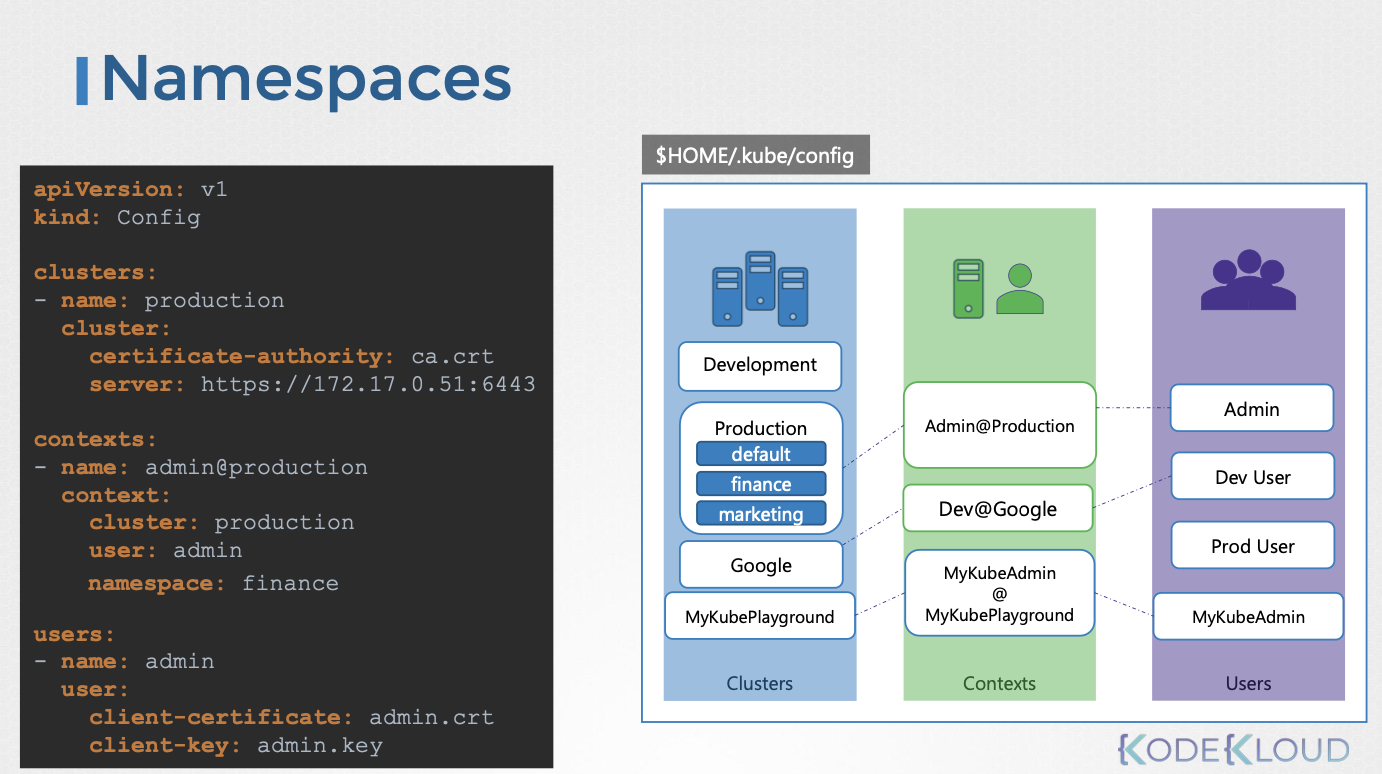 Namespaces
apiVersion: v1
kind: Config
clusters:
- name: production
cluster:
certificate-authority: ca.crt
server: https://172.17.0.51:6443
contexts:
- name: admin@production
context:
cluster: production
user: admin
namespace: finance
users:
- name: admin
user:
client-certificate: admin.crt
client-key: admin.key
$HOME/.kube/config
Development
Production
default
finance
marketing
Google
MyKubePlayground
Clusters
Admin@Production
Dev@Google
MyKubeAdmin
@
MyKubePlayground
Contexts
Admin
Dev User
Prod User
MyKubeAdmin
Users
KODEKLOUD